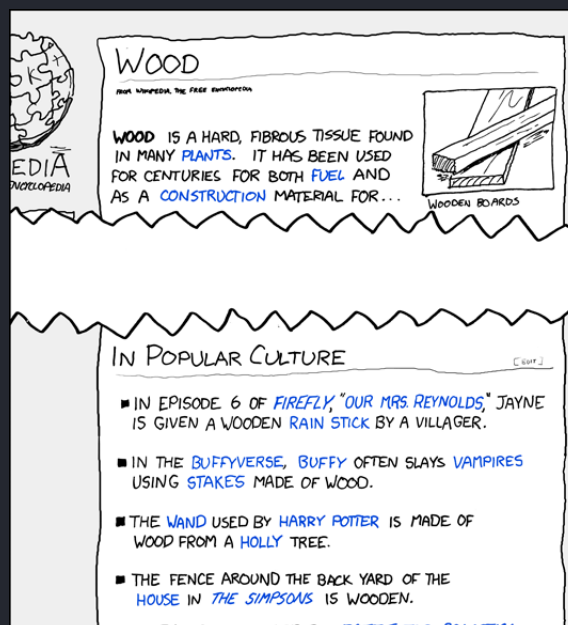 WOOD
FROM WIKIPEDIA, THE FREE ENCYCLOPEDIA
EDIA
NCYCLOPEDIA
WOOD IS A HARD, FIBROUS TISSUE FOUND
IN MANY PLANTS. IT HAS BEEN USED
FOR CENTURIES FOR BOTH FUEL AND
AS A CONSTRUCTION MATERIAL FOR...
WOODEN BOARDS
IN POPULAR CULTURE
[EDIT]
■ IN EPISODE 6 OF FIREFLY, "OUR MRS. REYNOLDS," JAYNE
IS GIVEN A WOODEN RAIN STICK BY A VILLAGER.
■ IN THE BUFFYVERSE, BUFFY OFTEN SLAYS VAMPIRES
USING STAKES MADE OF WOOD.
■ THE WAND USED BY HARRY POTTER IS MADE OF
WOOD FROM A HOLLY TREE.
■ THE FENCE AROUND THE BACK YARD OF THE
HOUSE IN THE SIMPSONS IS WOODEN.